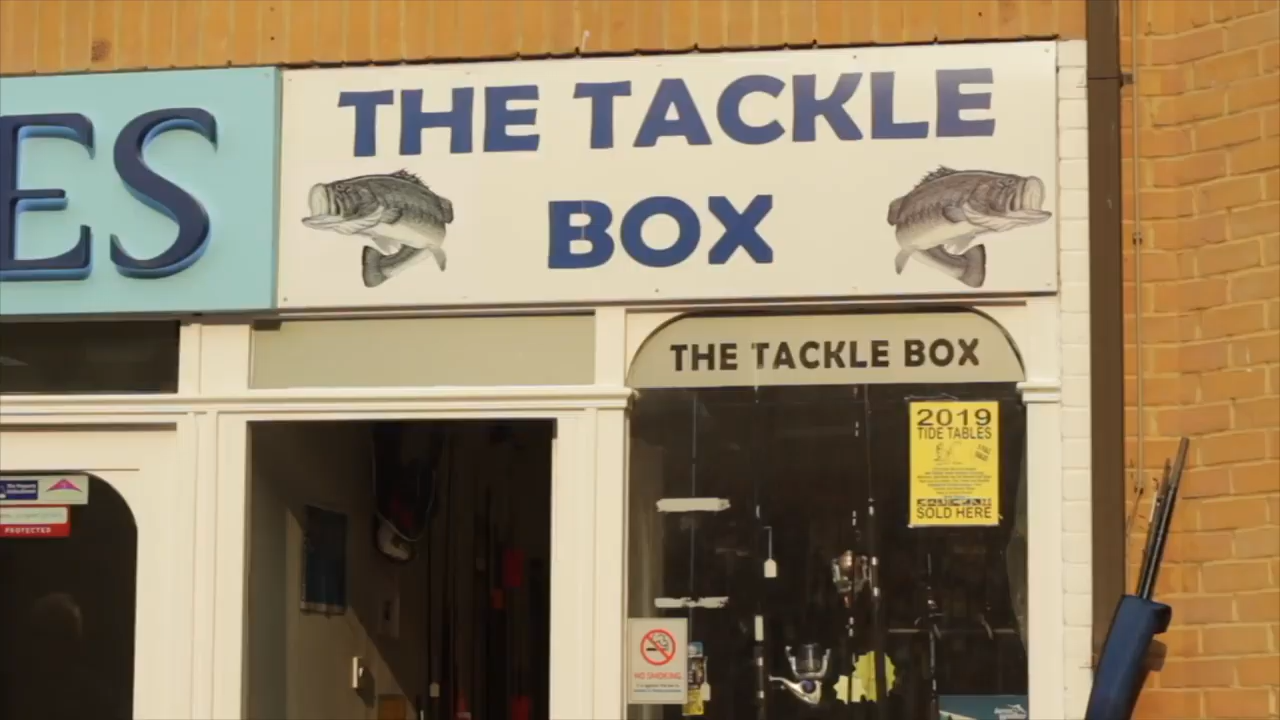 ES
THE TACKLE
BOX
THE TACKLE BOX
2019
TIDE TABLES
SOLD HERE
PROTECTED
NO SMOKING